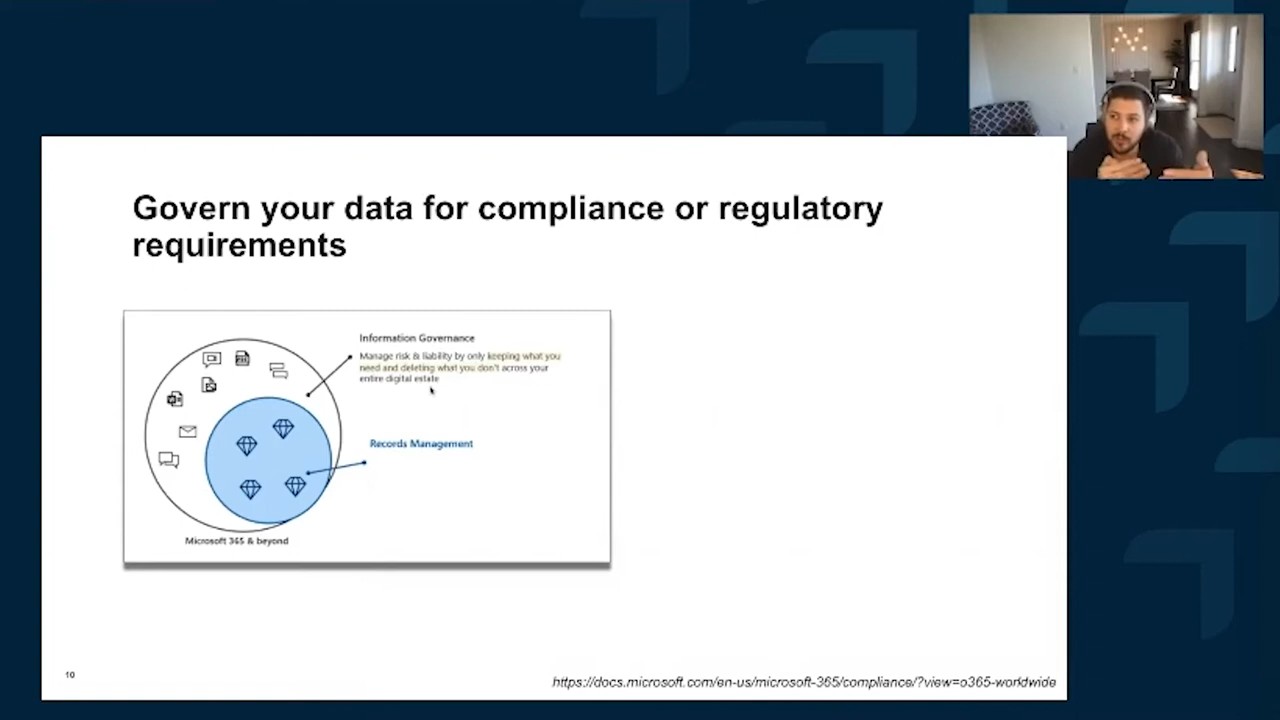 Govern your data for compliance or regulatory
requirements
Information Governance
Manage risk & liability by only keeping what you
need and deleting what you don't across your
entire digital estate
Records Management
Microsoft 365 & beyond
10
https://docs.microsoft.com/en-us/microsoft-365/compliance/?view=o365-worldwide